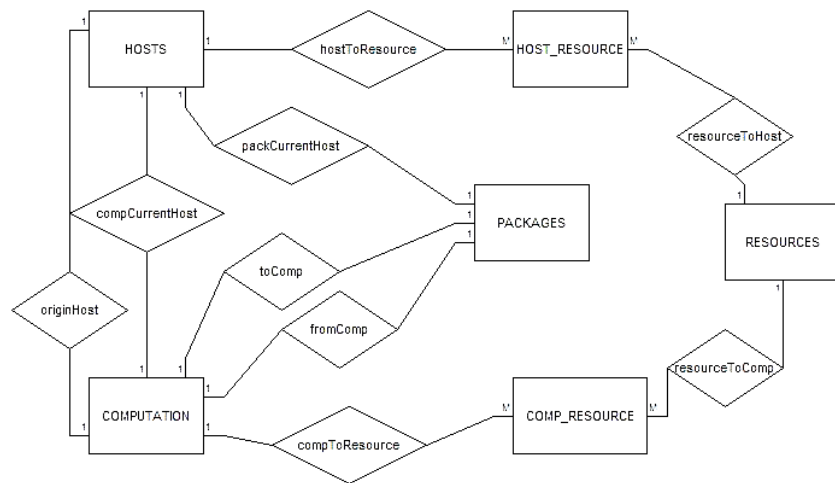 1
HOSTS
1
hostToResource
M
HOST_RESOURCE
M
1
1
packCurrentHost
resourceToHost
compCurrentHost
1
1
1
PACKAGES
1
RESOURCES
toComp
1
originHost
fromComp
resourceToComp
1
1
1
1
COMPUTATION
1
compToResource
M
COMP_RESOURCE
M